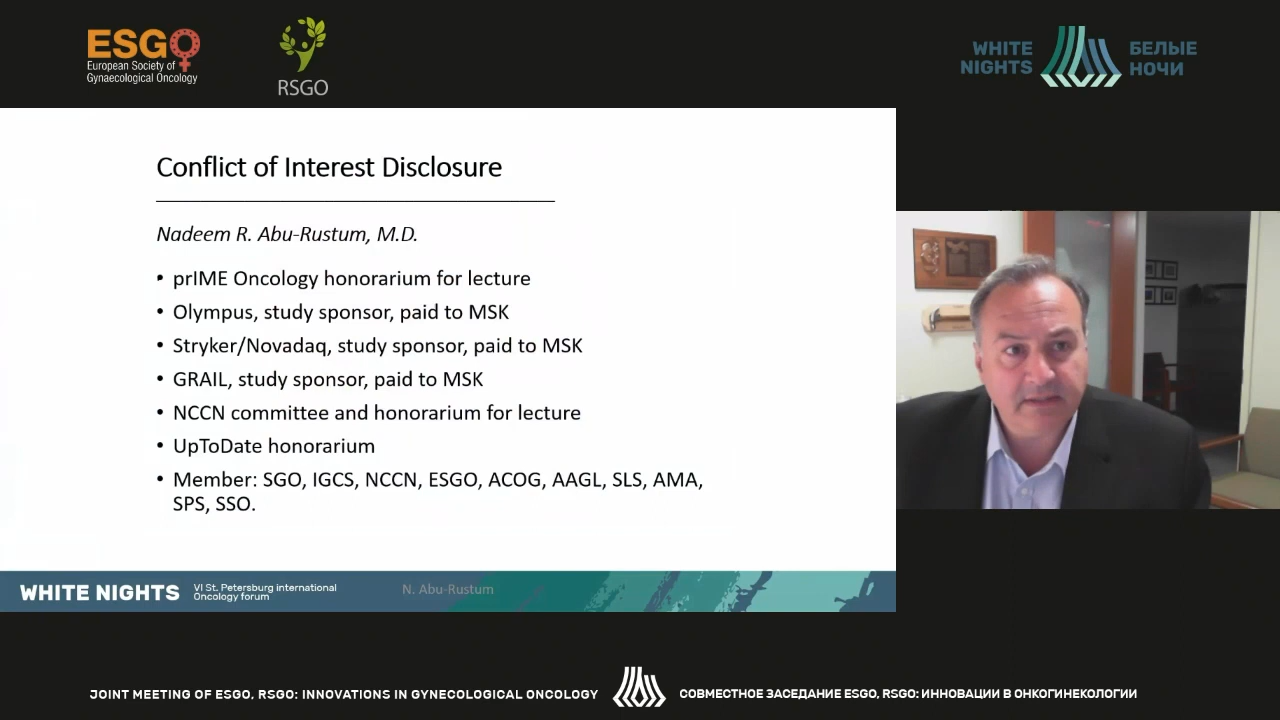 ESGO
European Society of
Gynaecological Oncology
RSGO
WHITE
NIGHTS
БЕЛЫЕ
НОЧИ
Conflict of Interest Disclosure
Nadeem R. Abu-Rustum, M.D.
• prIME Oncology honorarium for lecture
• Olympus, study sponsor, paid to MSK
• Stryker/Novadaq, study sponsor, paid to MSK
• GRAIL, study sponsor, paid to MSK
• NCCN committee and honorarium for lecture
• UpToDate honorarium
• Member: SGO, IGCS, NCCN, ESGO, ACOG, AAGL, SLS, AMA,
SPS, SSO.
WHITE NIGHTS
VI St. Petersburg international
Oncology forum
N. Abu-Rustum
JOINT MEETING OF ESGO, RSGO: INNOVATIONS IN GYNECOLOGICAL ONCOLOGY
СОВМЕСТНОЕ ЗАСЕДАНИЕ ESGO, RSGO: ИННОВАЦИИ В ОНКОГИНЕКОЛОГИИ